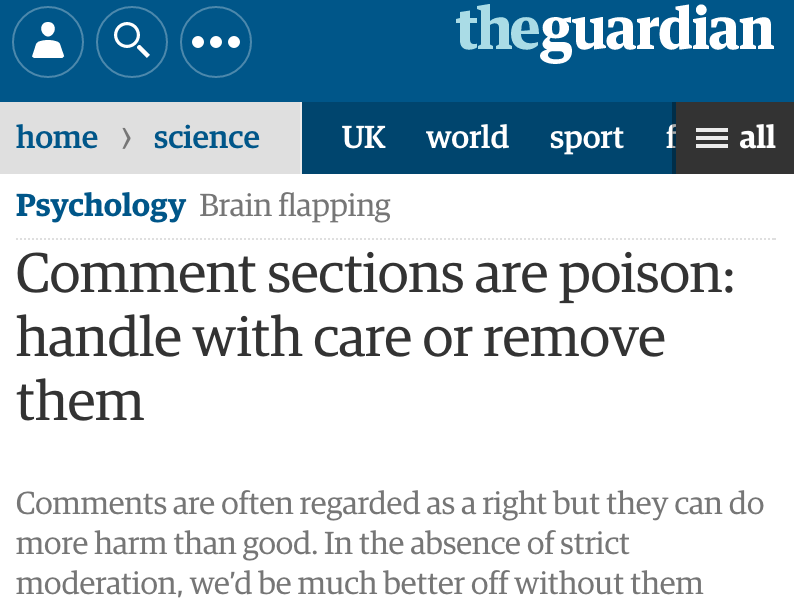 theguardian
home > science UK world sport f all
Psychology Brain flapping
Comment sections are poison:
handle with care or remove
them
Comments are often regarded as a right but they can do
more harm than good. In the absence of strict
moderation, we'd be much better off without them